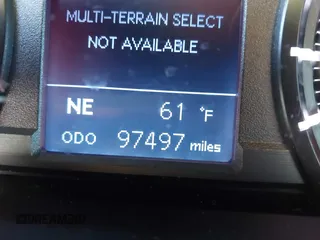 MULTI-TERRAIN SELECT
NOT AVAILABLE
NE 61 °F
ODO 97497 miles